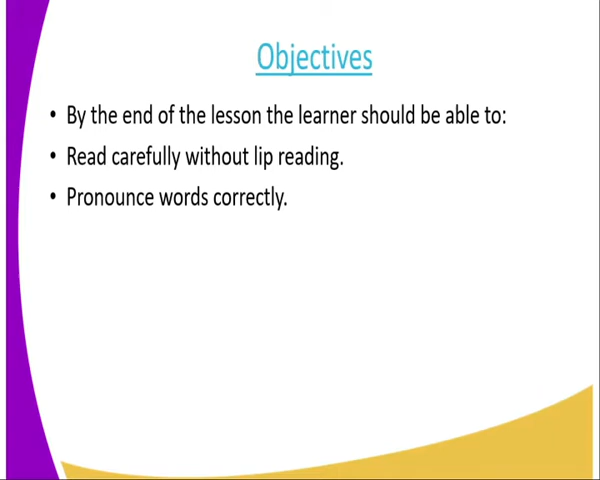 Objectives
• By the end of the lesson the learner should be able to:
• Read carefully without lip reading.
• Pronounce words correctly.